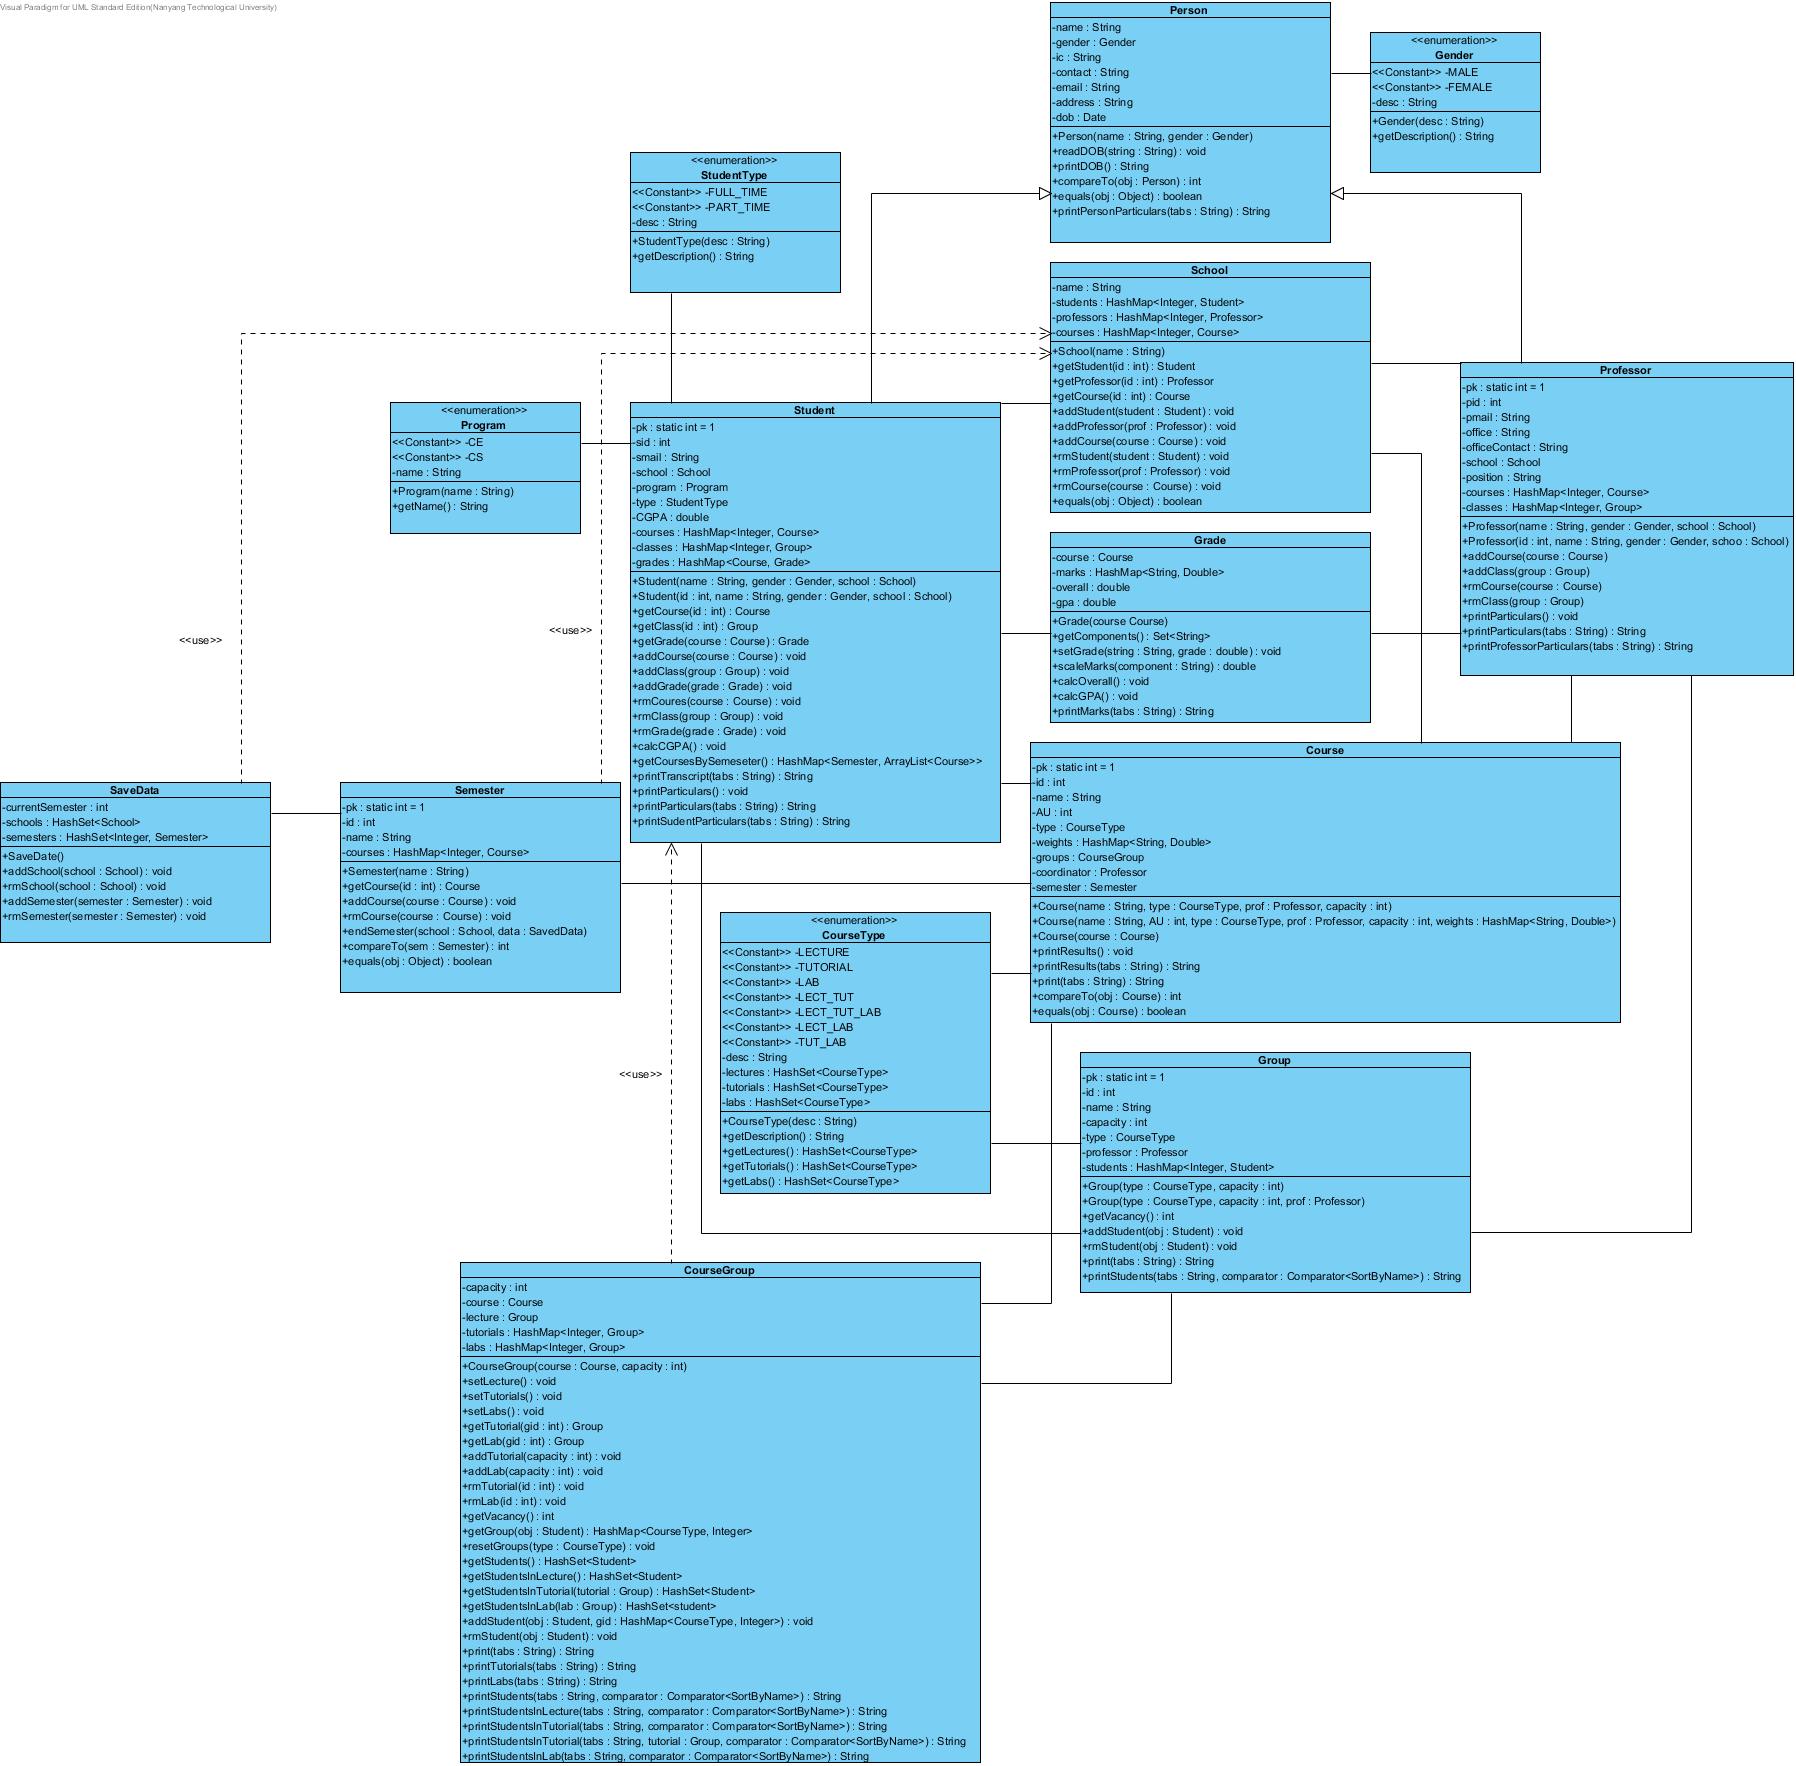 Visual Paradigm for UML Standard Edition(Nanyang Technological University)
Person
-name : String
-gender : Gender
-ic : String
-contact : String
-email : String
-address : String
-dob : Date
+Person(name : String, gender : Gender)
+readDOB(string : String) : void
+printDOB() : String
+compareTo(obj : Person) : int
+equals(obj : Object) : boolean
+printPersonParticulars(tabs : String) : String
<<enumeration>>
Gender
<<Constant>> -MALE
<<Constant>> -FEMALE
-desc : String
+Gender(desc : String)
+getDescription() : String
<<enumeration>>
StudentType
<<Constant>> -FULL_TIME
<<Constant>> -PART_TIME
-desc : String
+StudentType(desc : String)
+getDescription() : String
School
-name : String
-students : HashMap<Integer, Student>
-professors : HashMap<Integer, Professor>
-courses : HashMap<Integer, Course>
+School(name : String)
+getStudent(id : int) : Student
+getProfessor(id : int) : Professor
+getCourse(id : int) : Course
+addStudent(student : Student) : void
+addProfessor(prof : Professor) : void
+addCourse(course : Course) : void
+rmStudent(student : Student) : void
+rmProfessor(prof : Professor) : void
+rmCourse(course : Course) : void
+equals(obj : Object) : boolean
Professor
-pk : static int = 1
-pid : int
-pmail : String
-office : String
-officeContact : String
-school : School
-position : String
-courses : HashMap<Integer, Course>
-classes : HashMap<Integer, Group>
+Professor(name : String, gender : Gender, school : School)
+Professor(id : int, name : String, gender : Gender, schoo : School)
+addCourse(course : Course)
+addClass(group : Group)
+rmCourse(course : Course)
+rmClass(group : Group)
+printParticulars() : void
+printParticulars(tabs : String) : String
+printProfessorParticulars(tabs : String) : String
<<enumeration>>
Program
<<Constant>> -CE
<<Constant>> -CS
-name : String
+Program(name : String)
+getName() : String
Student
-pk : static int = 1
-sid : int
-smail : String
-school : School
-program : Program
-type : StudentType
-CGPA : double
-courses : HashMap<Integer, Course>
-classes : HashMap<Integer, Group>
-grades : HashMap<Course, Grade>
+Student(name : String, gender : Gender, school : School)
+Student(id : int, name : String, gender : Gender, school : School)
+getCourse(id : int) : Course
+getClass(id : int) : Group
+getGrade(course : Course) : Grade
+addCourse(course : Course) : void
+addClass(group : Group) : void
+addGrade(grade : Grade) : void
+rmCoures(course : Course) : void
+rmClass(group : Group) : void
+rmGrade(grade : Grade) : void
+calcCGPA() : void
+getCoursesBySemeseter() : HashMap<Semester, ArrayList<Course>>
+printTranscript(tabs : String) : String
+printParticulars() : void
+printParticulars(tabs : String) : String
+printSudentParticulars(tabs : String) : String
Grade
-course : Course
-marks : HashMap<String, Double>
-overall : double
-gpa : double
+Grade(course Course)
+getComponents() : Set<String>
+setGrade(string : String, grade : double) : void
+scaleMarks(component : String) : double
+calcOverall() : void
+calcGPA() : void
+printMarks(tabs : String) : String
<<use>>
<<use>>
SaveData
-currentSemester : int
-schools : HashSet<School>
-semesters : HashSet<Integer, Semester>
+SaveDate()
+addSchool(school : School) : void
+rmSchool(school : School) : void
+addSemester(semester : Semester) : void
+rmSemester(semester : Semester) : void
Semester
-pk : static int = 1
-id : int
-name : String
-courses : HashMap<Integer, Course>
+Semester(name : String)
+getCourse(id : int) : Course
+addCourse(course : Course) : void
+rmCourse(course : Course) : void
+endSemester(school : School, data : SavedData)
+compareTo(sem : Semester) : int
+equals(obj : Object) : boolean
Course
-pk : static int = 1
-id : int
-name : String
-AU : int
-type : CourseType
-weights : HashMap<String, Double>
-groups : CourseGroup
-coordinator : Professor
-semester : Semester
+Course(name : String, type : CourseType, prof : Professor, capacity : int)
+Course(name : String, AU : int, type : CourseType, prof : Professor, capacity : int, weights : HashMap<String, Double>)
+Course(course : Course)
+printResults() : void
+printResults(tabs : String) : String
+print(tabs : String) : String
+compareTo(obj : Course) : int
+equals(obj : Course) : boolean
<<enumeration>>
CourseType
<<Constant>> -LECTURE
<<Constant>> -TUTORIAL
<<Constant>> -LAB
<<Constant>> -LECT_TUT
<<Constant>> -LECT_TUT_LAB
<<Constant>> -LECT_LAB
<<Constant>> -TUT_LAB
-desc : String
-lectures : HashSet<CourseType>
-tutorials : HashSet<CourseType>
-labs : HashSet<CourseType>
+CourseType(desc : String)
+getDescription() : String
+getLectures() : HashSet<CourseType>
+getTutorials() : HashSet<CourseType>
+getLabs() : HashSet<CourseType>
<<use>>
Group
-pk : static int = 1
-id : int
-name : String
-capacity : int
-type : CourseType
-professor : Professor
-students : HashMap<Integer, Student>
+Group(type : CourseType, capacity : int)
+Group(type : CourseType, capacity : int, prof : Professor)
+getVacancy() : int
+addStudent(obj : Student) : void
+rmStudent(obj : Student) : void
+print(tabs : String) : String
+printStudents(tabs : String, comparator : Comparator<SortByName>) : String
CourseGroup
-capacity : int
-course : Course
-lecture : Group
-tutorials : HashMap<Integer, Group>
-labs : HashMap<Integer, Group>
+CourseGroup(course : Course, capacity : int)
+setLecture() : void
+setTutorials() : void
+setLabs() : void
+getTutorial(gid : int) : Group
+getLab(gid : int) : Group
+addTutorial(capacity : int) : void
+addLab(capacity : int) : void
+rmTutorial(id : int) : void
+rmLab(id : int) : void
+getVacancy() : int
+getGroup(obj : Student) : HashMap<CourseType, Integer>
+resetGroups(type : CourseType) : void
+getStudents() : HashSet<Student>
+getStudentsInLecture() : HashSet<Student>
+getStudentsInTutorial(tutorial : Group) : HashSet<Student>
+getStudentsInLab(lab : Group) : HashSet<student>
+addStudent(obj : Student, gid : HashMap<CourseType, Integer>) : void
+rmStudent(obj : Student) : void
+print(tabs : String) : String
+printTutorials(tabs : String) : String
+printLabs(tabs : String) : String
+printStudents(tabs : String, comparator : Comparator<SortByName>) : String
+printStudentsInLecture(tabs : String, comparator : Comparator<SortByName>) : String
+printStudentsInTutorial(tabs : String, comparator : Comparator<SortByName>) : String
+printStudentsInTutorial(tabs : String, tutorial : Group, comparator : Comparator<SortByName>) : String
+printStudentsInLab(tabs : String, comparator : Comparator<SortByName>) : String